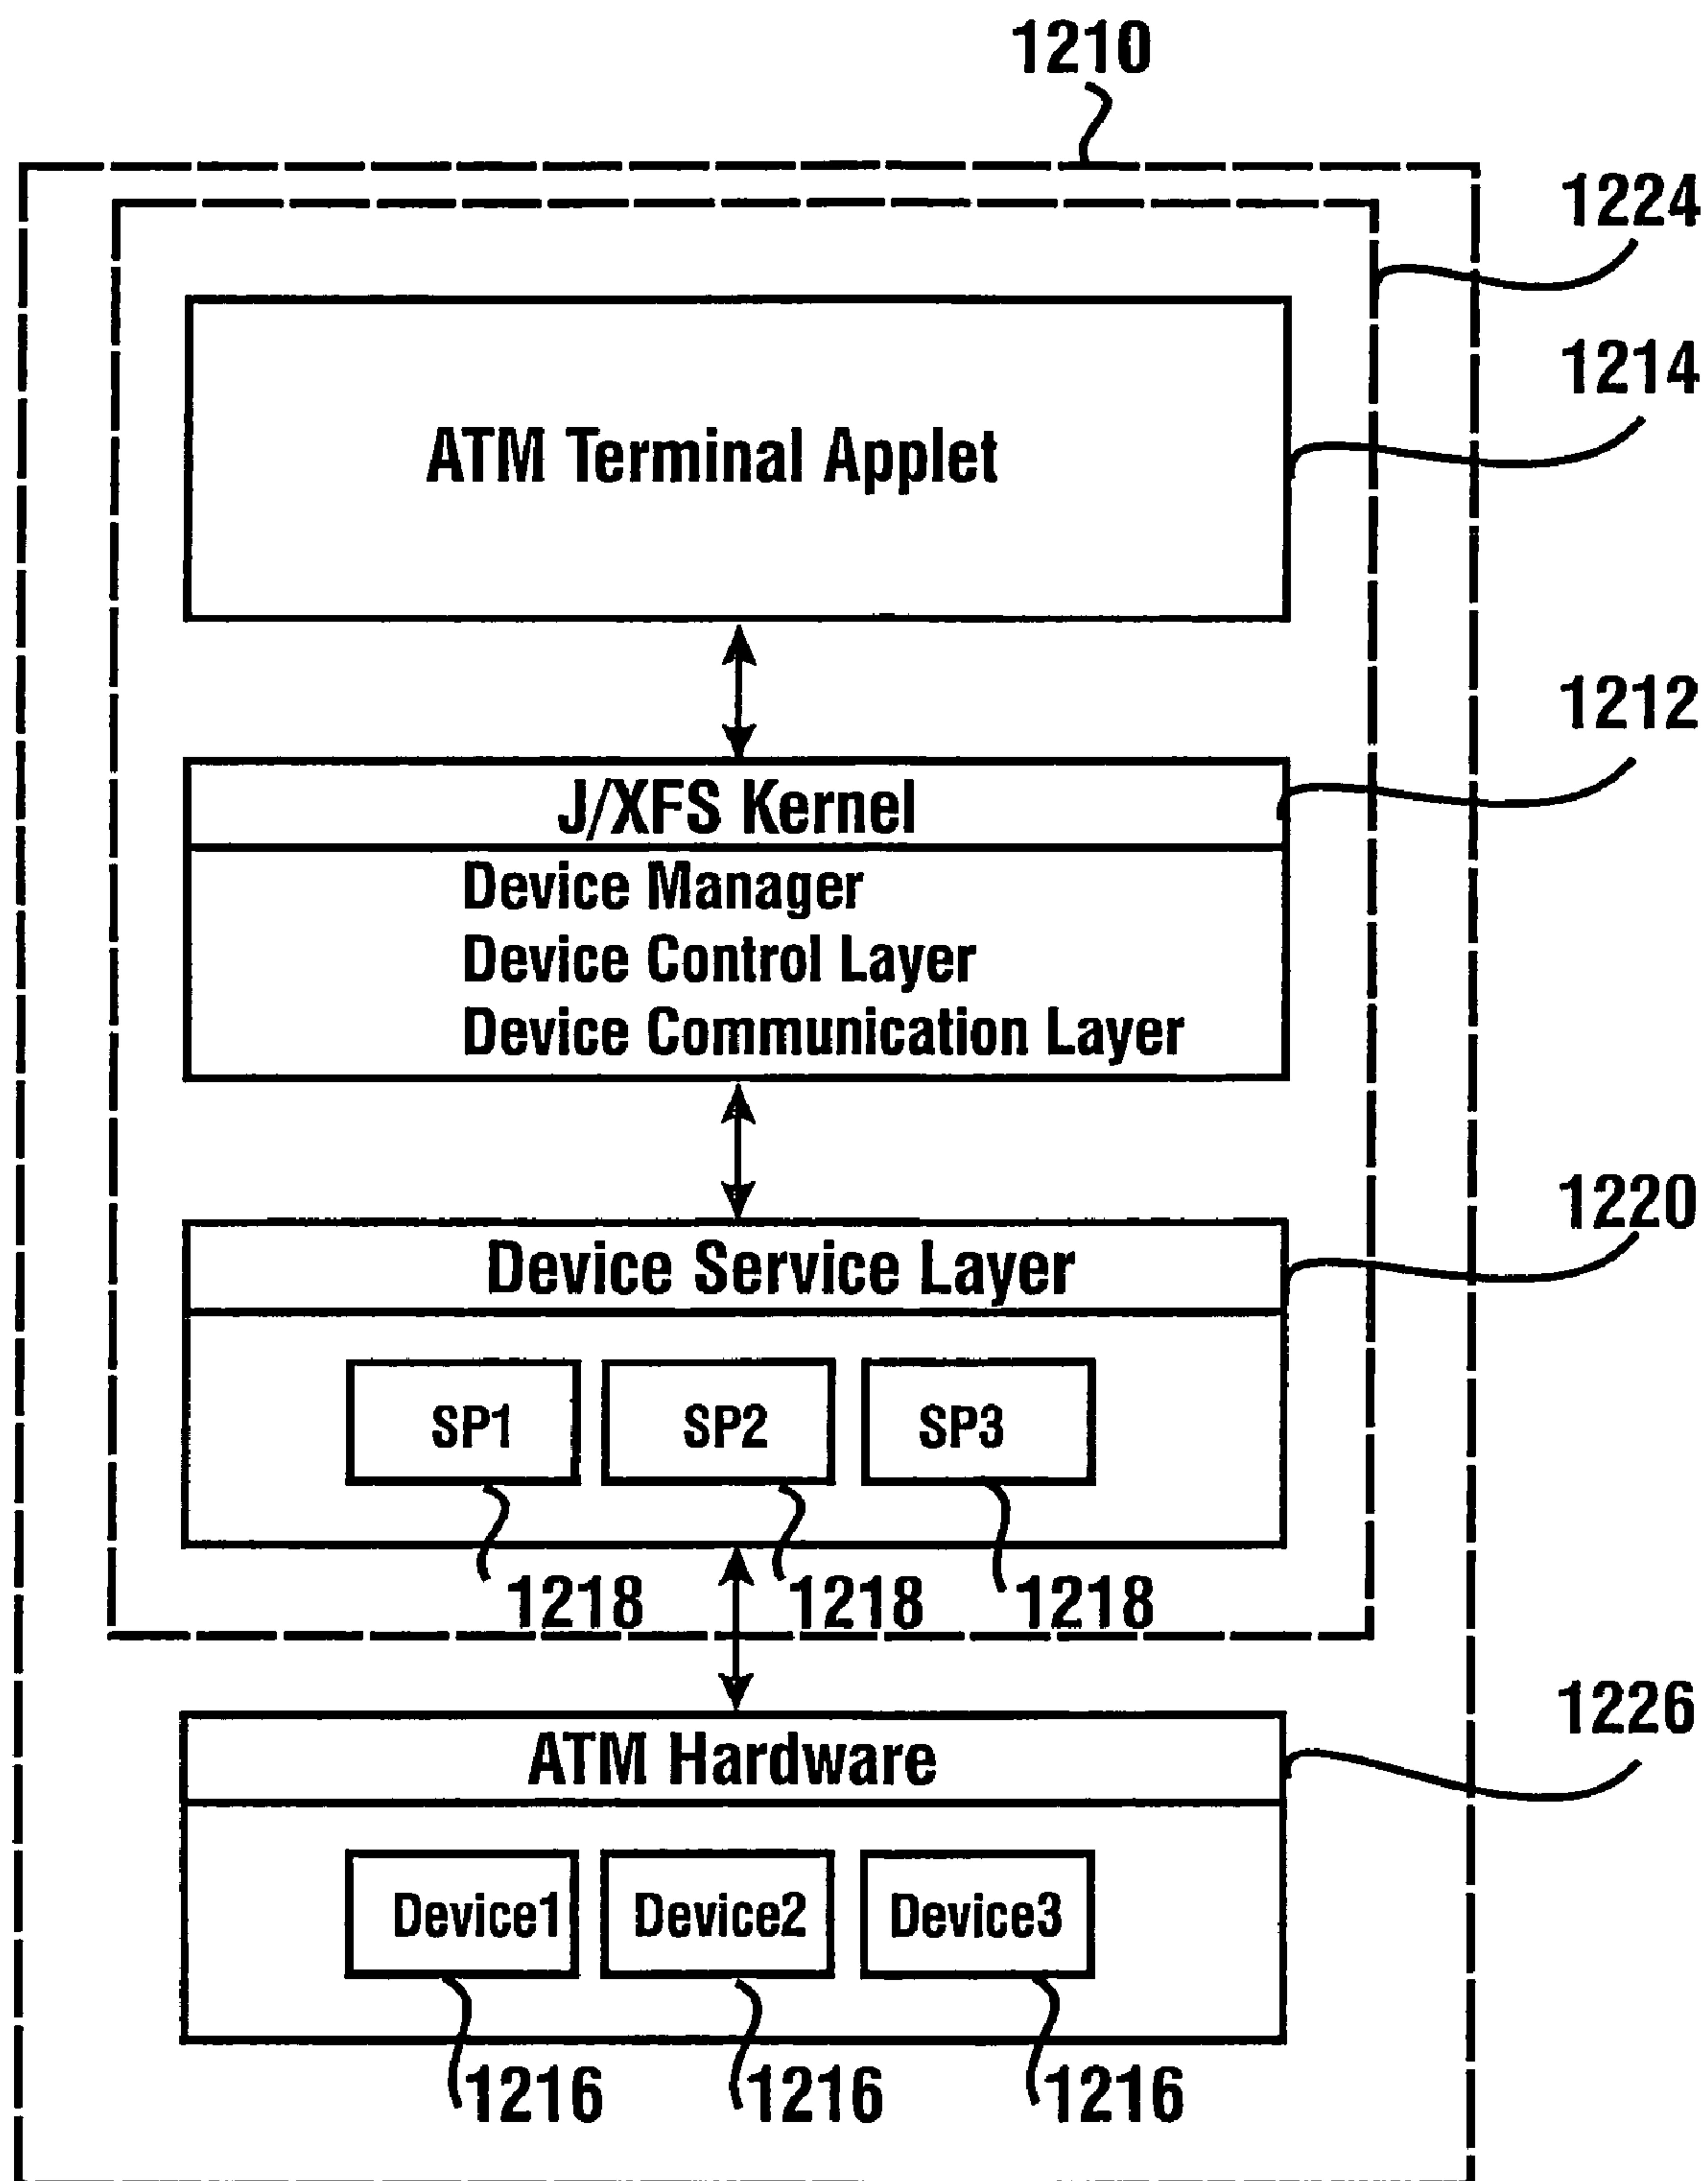 1210
1224
ATM Terminal Applet
1214
1212
J/XFS Kernel
Device Manager
Device Control Layer
Device Communication Layer
1220
Device Service Layer
SP1 SP2 SP3
1218 1218 1218
1226
ATM Hardware
Device1 Device2 Device3
1216 1216 1216